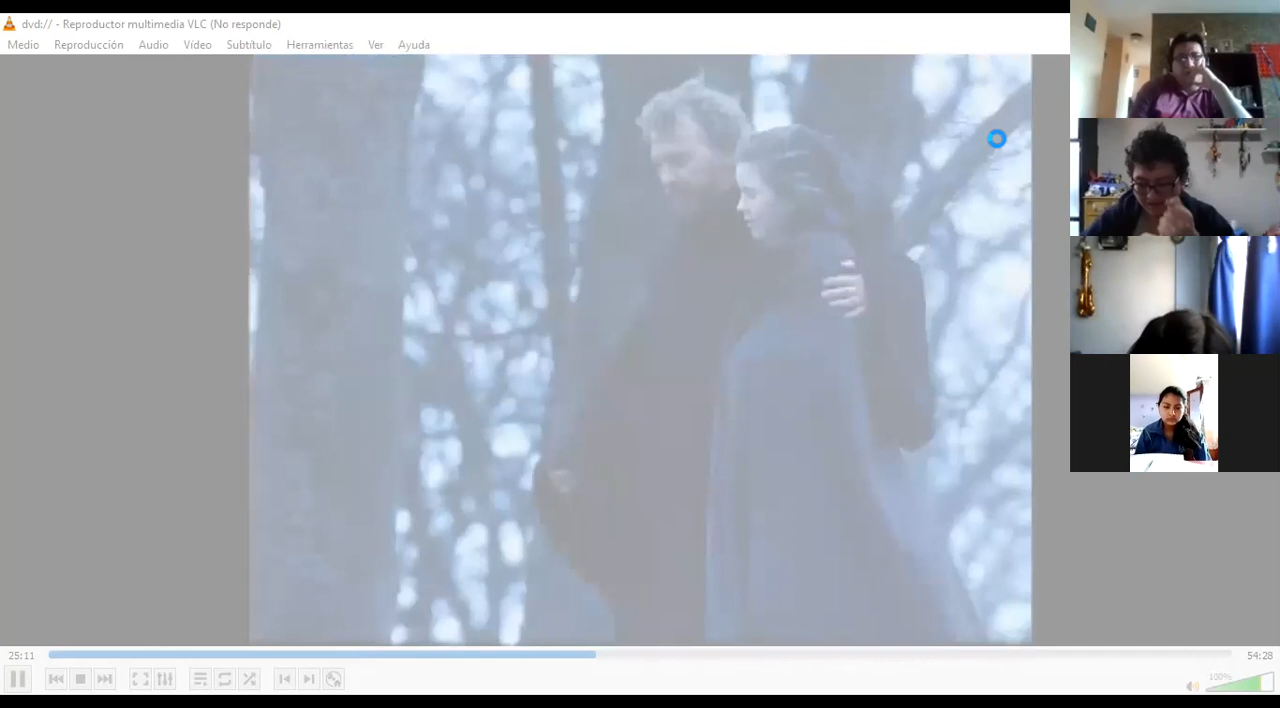 dvd:// - Reproductor multimedia VLC (No responde)
Medio Reproducción Audio Vídeo Subtítulo Herramientas Ver Ayuda
25:11 54:28
100%